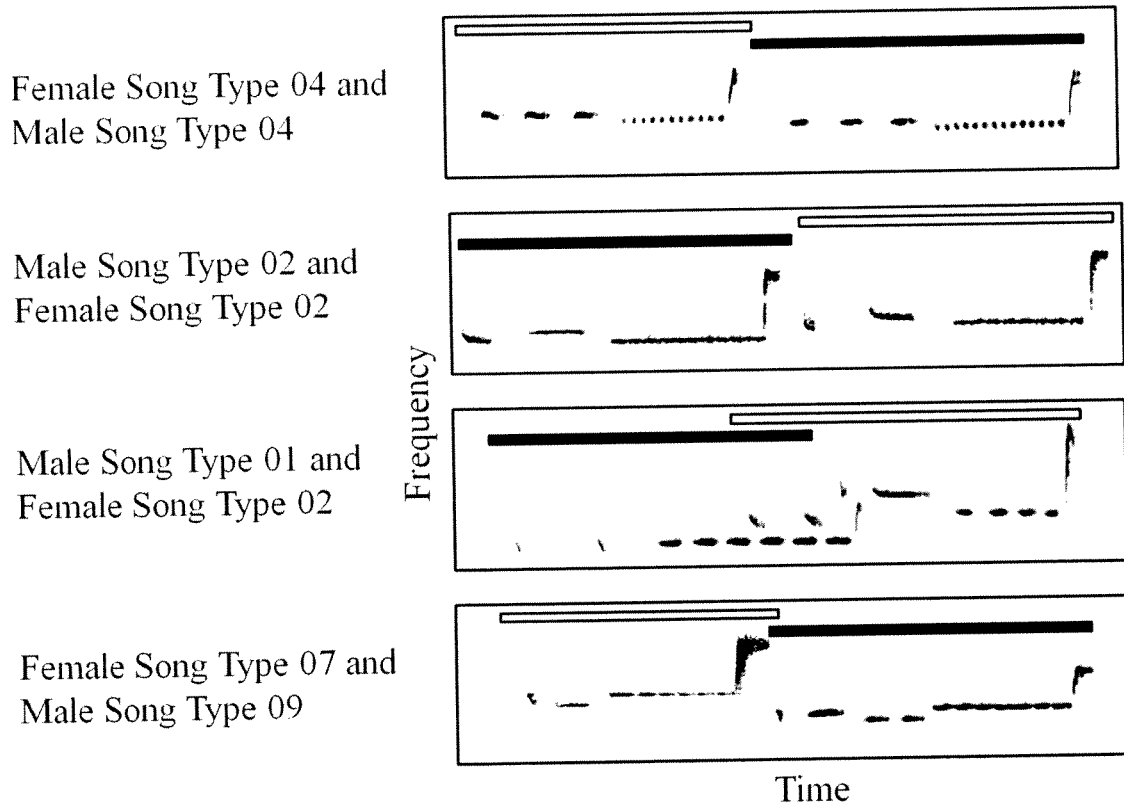 Female Song Type 04 and
Male Song Type 04
Male Song Type 02 and
Female Song Type 02
Male Song Type 01 and
Female Song Type 02
Female Song Type 07 and
Male Song Type 09
Frequency
Time